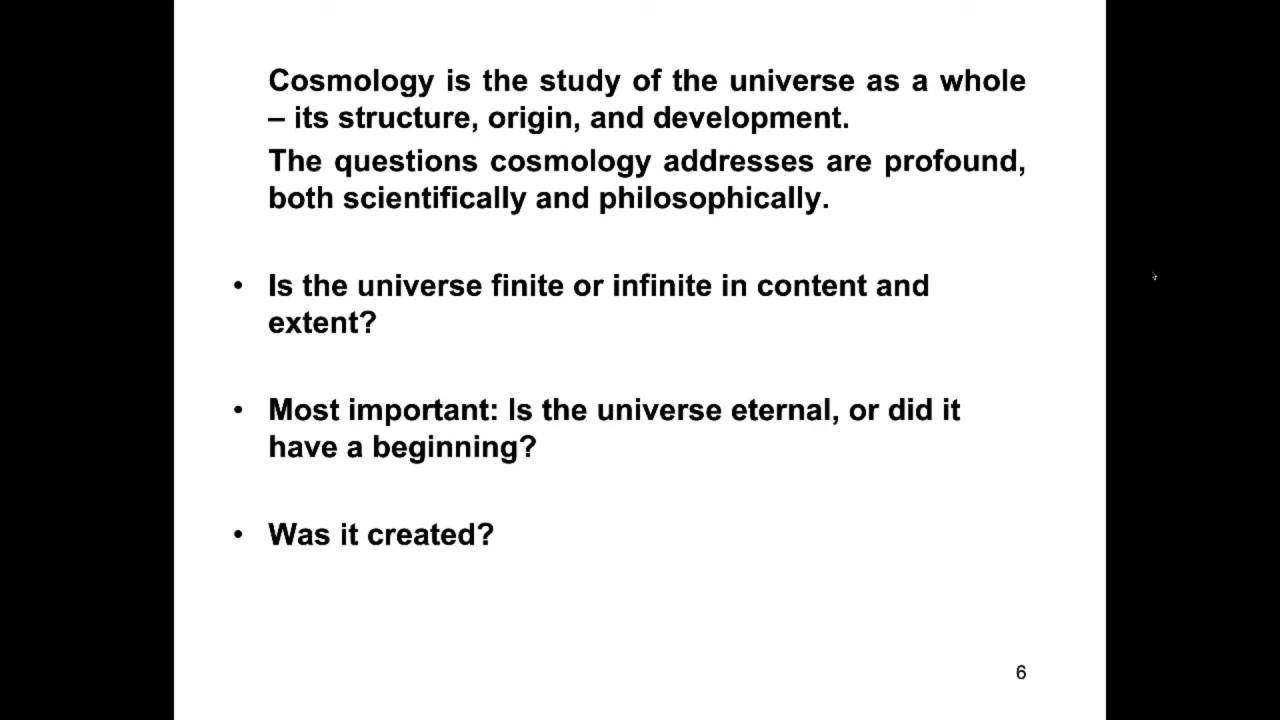 Cosmology is the study of the universe as a whole
– its structure, origin, and development.
The questions cosmology addresses are profound,
both scientifically and philosophically.
• Is the universe finite or infinite in content and
extent?
• Most important: Is the universe eternal, or did it
have a beginning?
• Was it created?
6